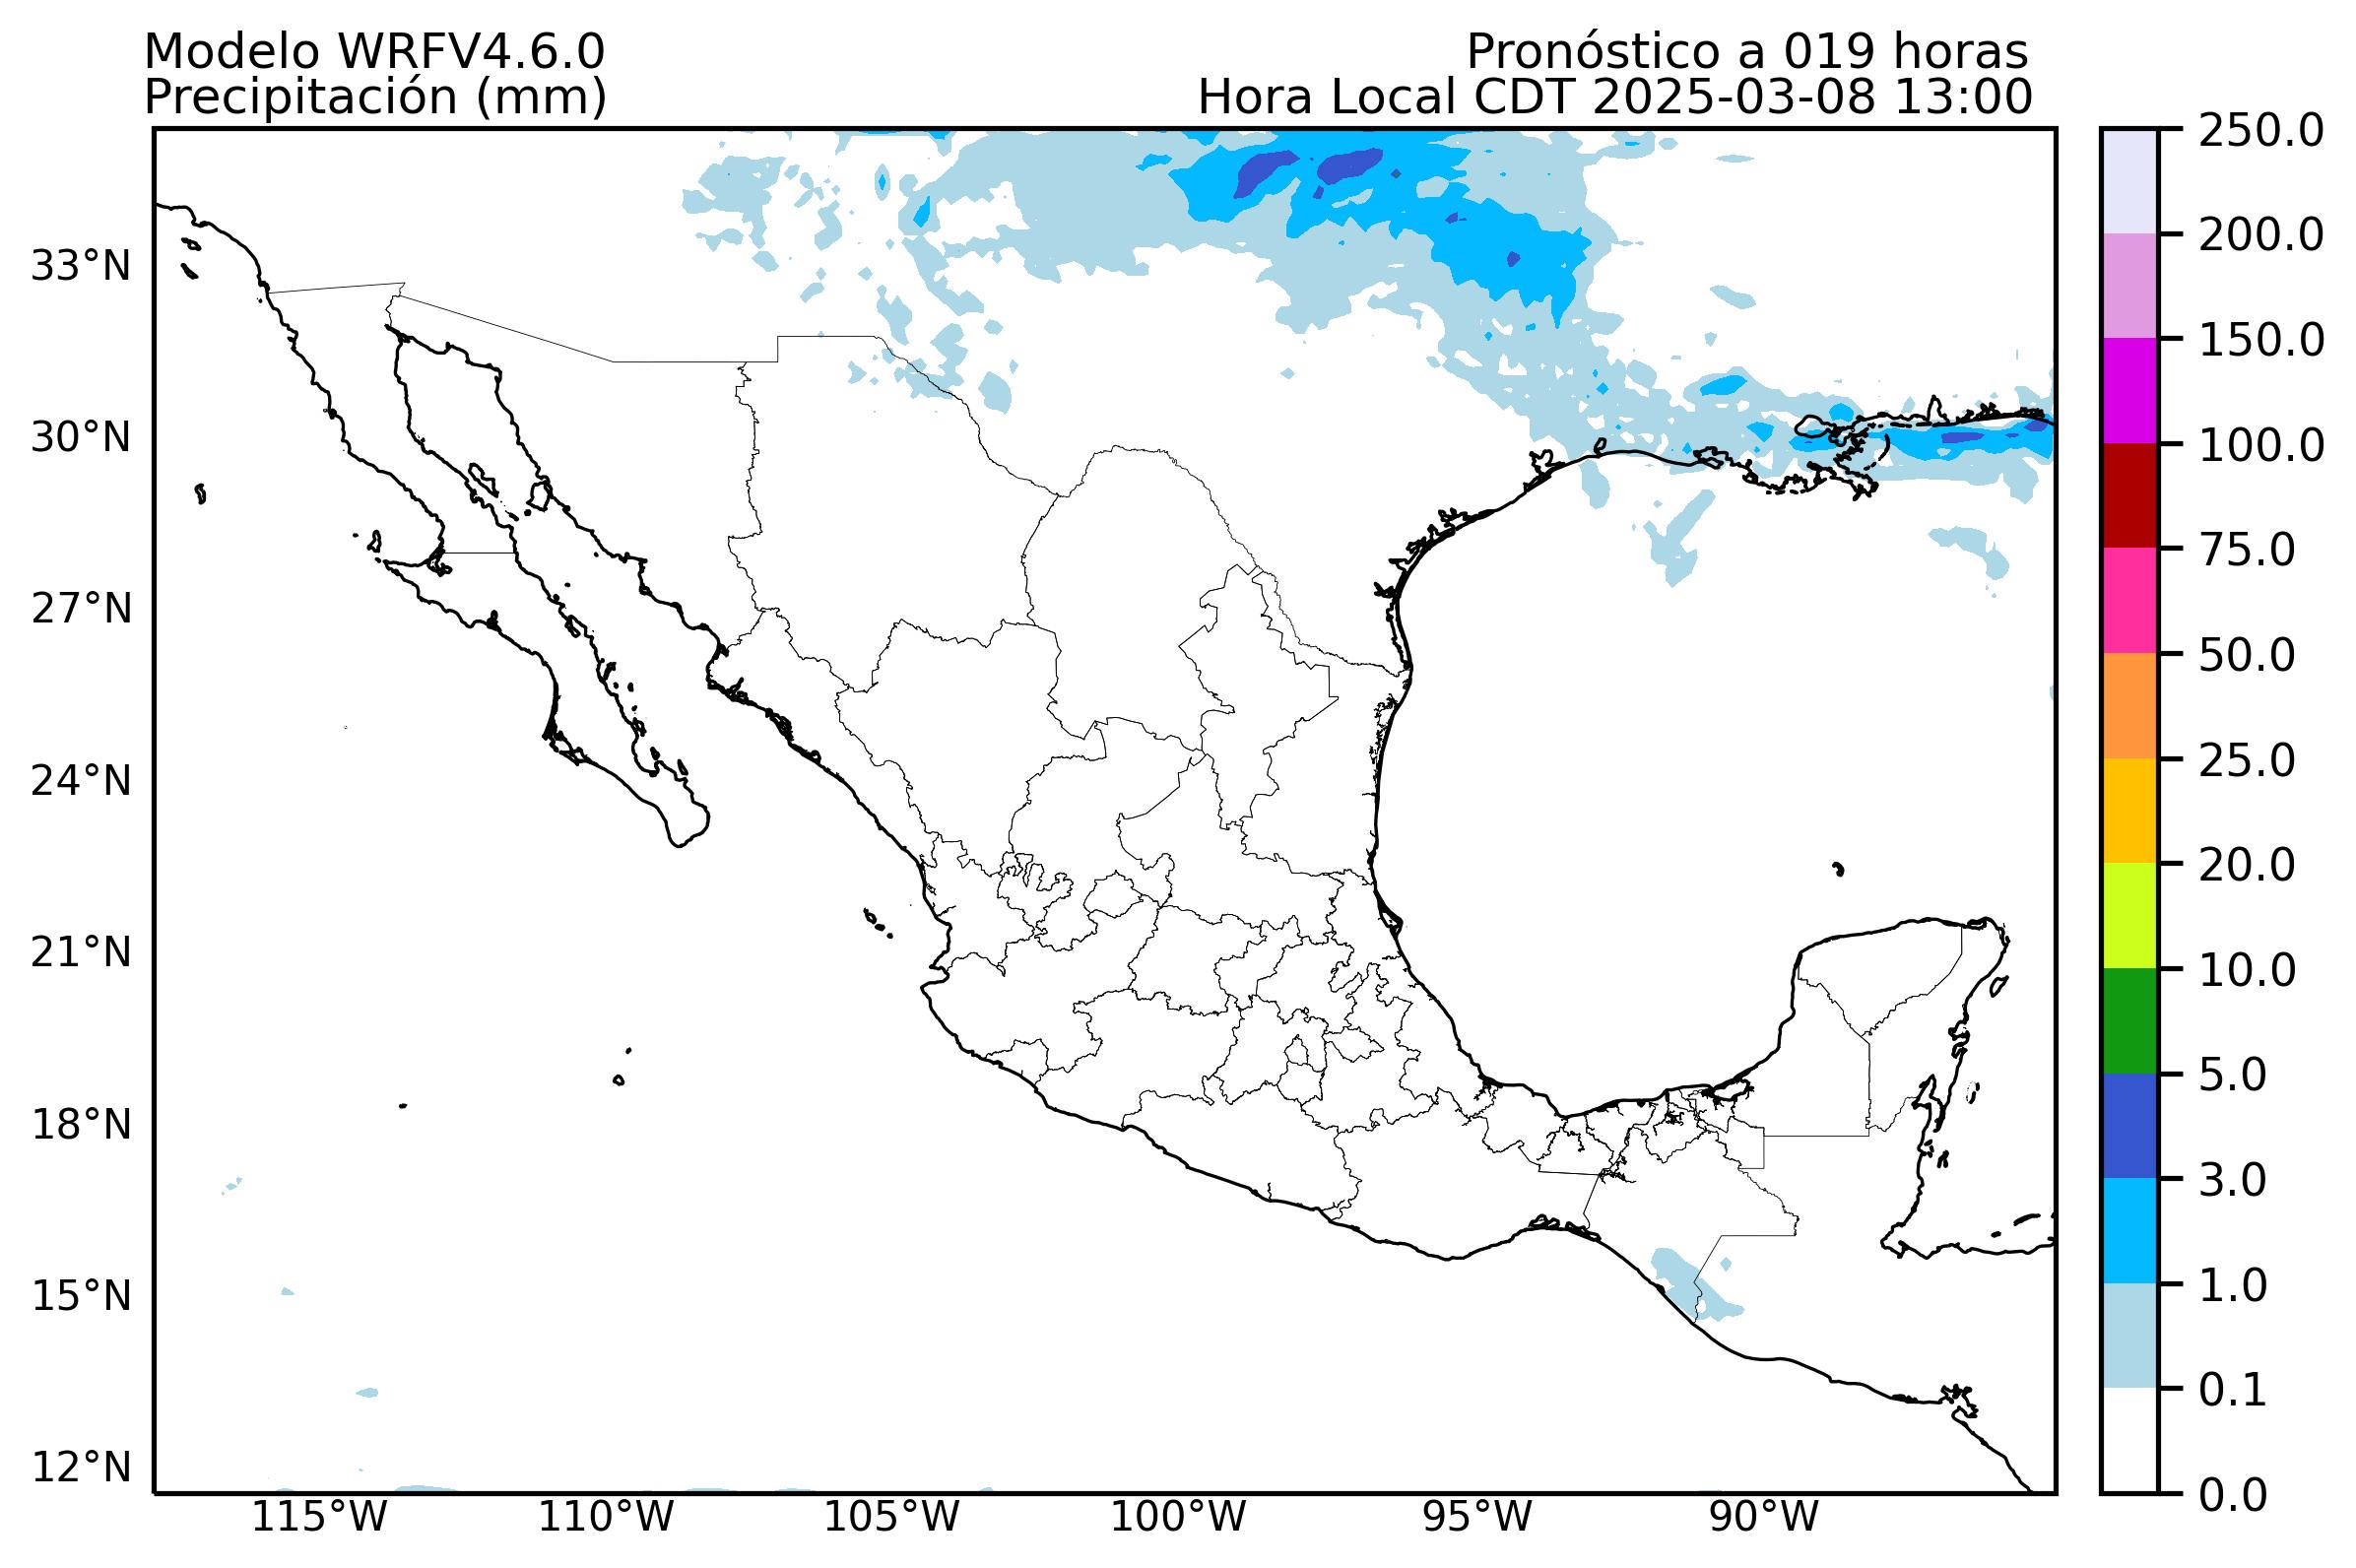 Modelo WRFV4.6.0
Precipitación (mm)
Pronóstico a 019 horas
Hora Local CDT 2025-03-08 13:00
33°N
30°N
27°N
24°N
21°N
18°N
15°N
12°N
115°W
110°W
105°W
100°W
95°W
90°W
250.0
200.0
150.0
100.0
75.0
50.0
25.0
20.0
10.0
5.0
3.0
1.0
0.1
0.0